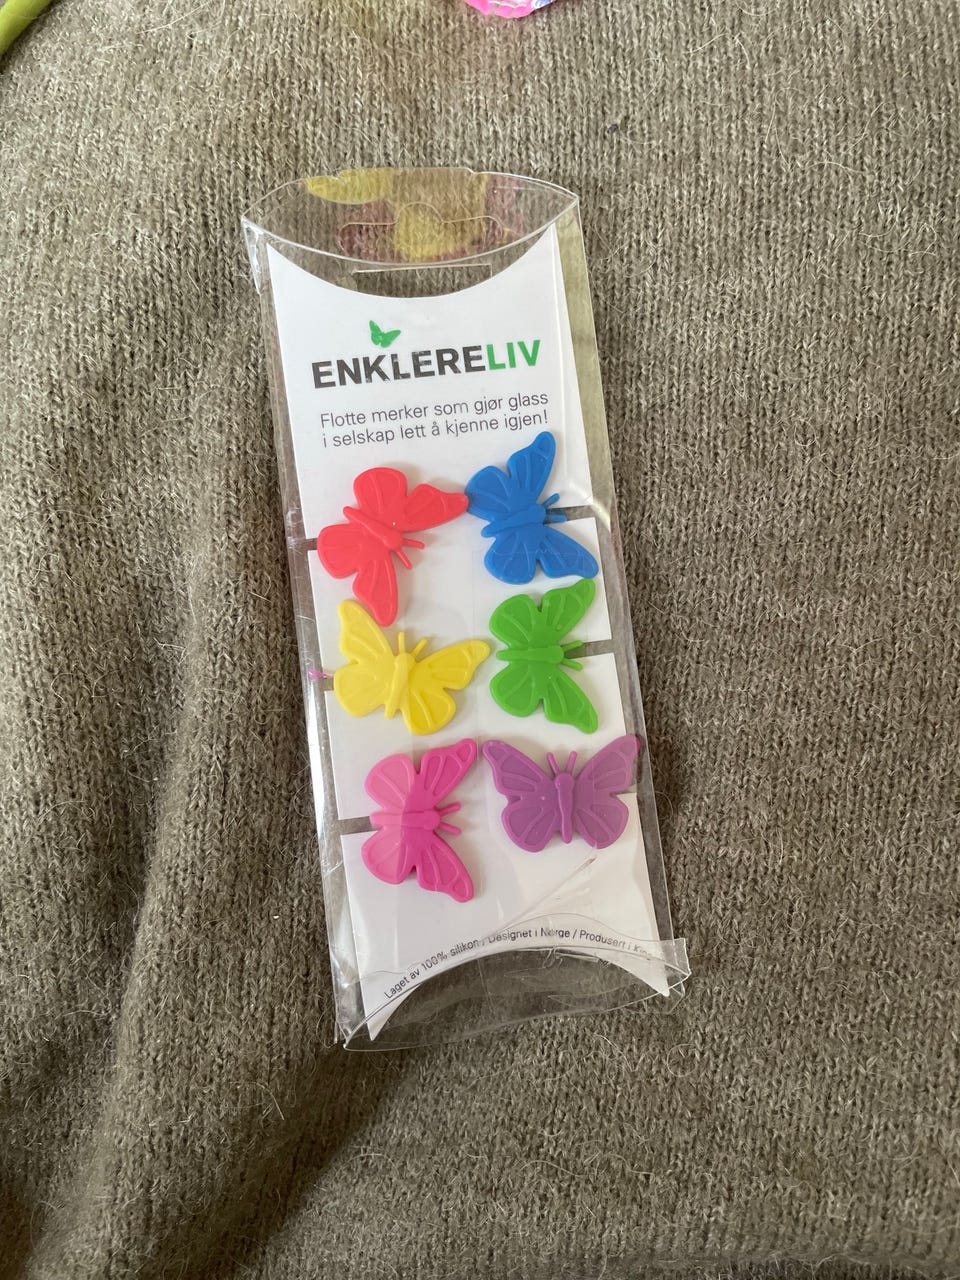 ENKLERELIV
Flotte merker som gjør glass
i selskap lett å kjenne igjen!
Laget av 100% silikon / Designet i Norge / Produsert i